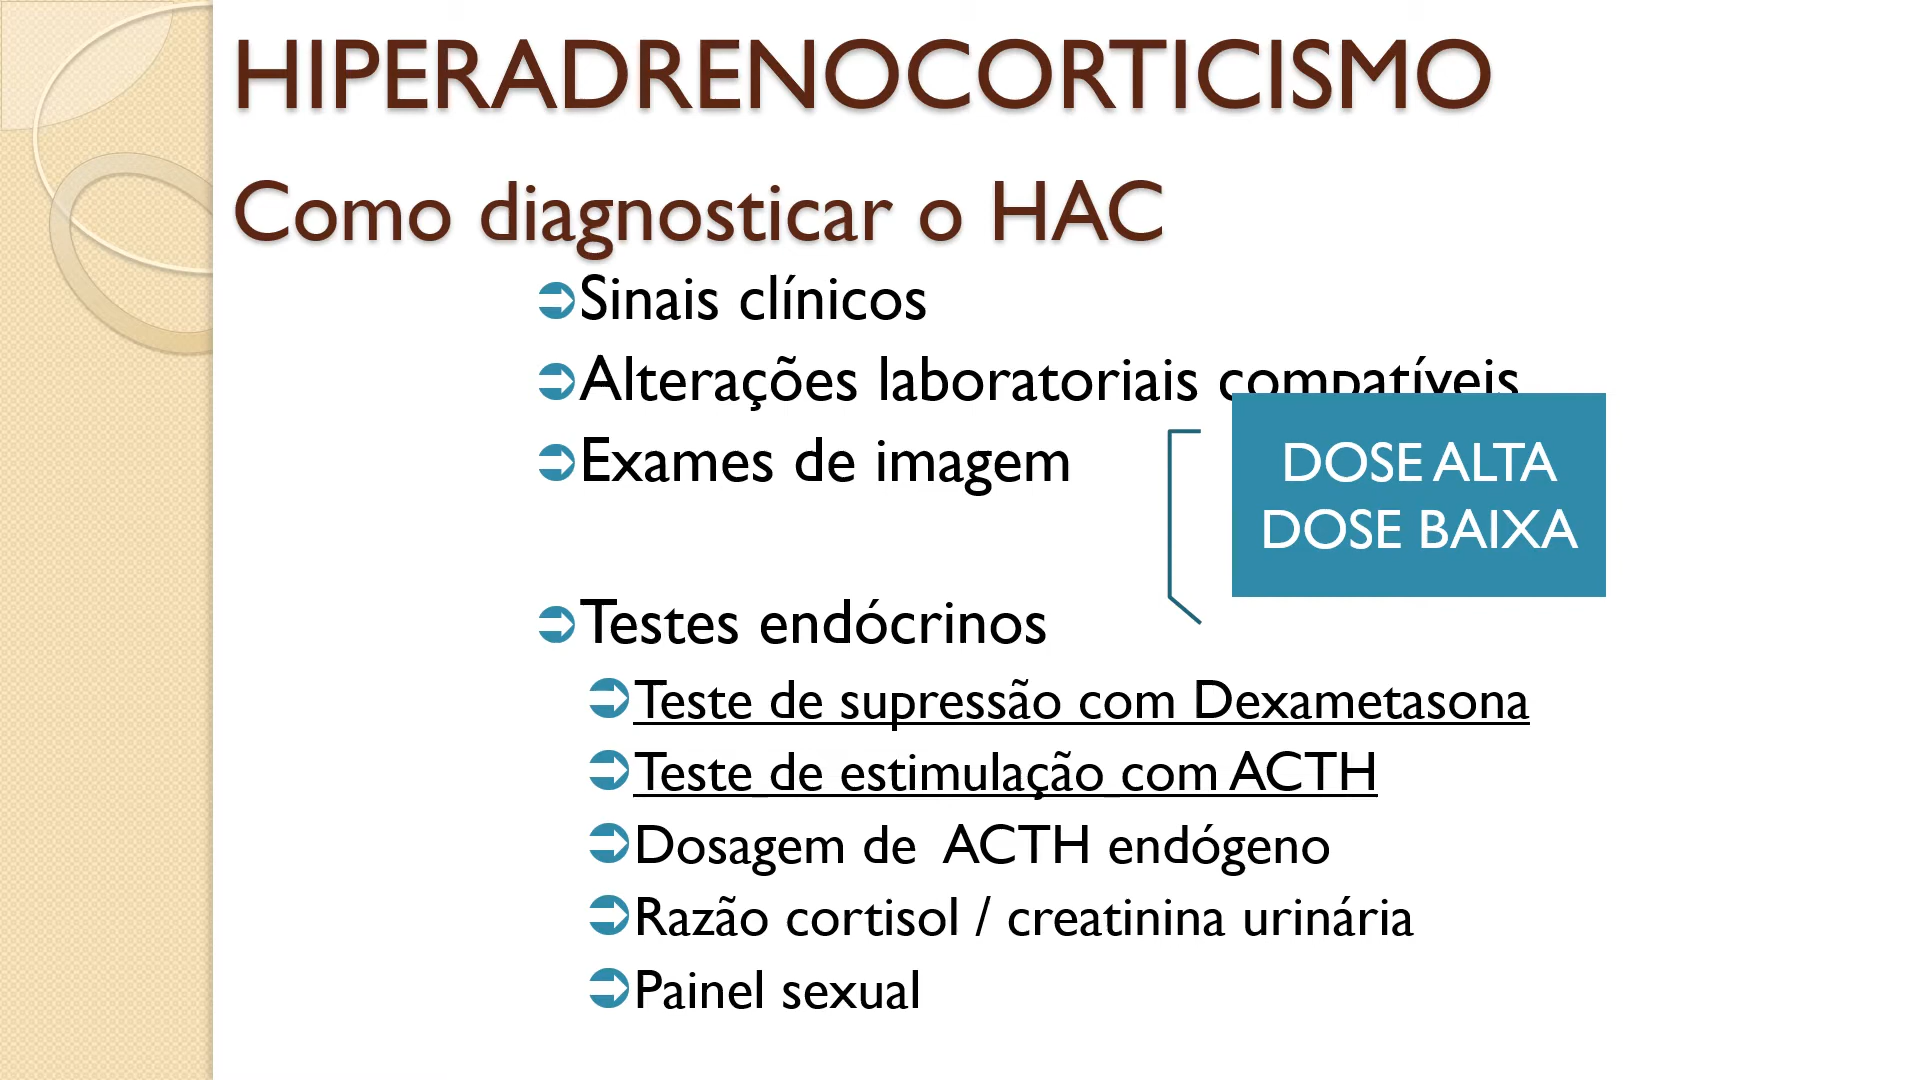 HIPERADRENOCORTICISMO
Como diagnosticar o HAC
Sinais clínicos
Alterações laboratoriais compatíveis
Exames de imagem
DOSE ALTA
DOSE BAIXA
Testes endócrinos
Teste de supressão com Dexametasona
Teste de estimulação com ACTH
Dosagem de ACTH endógeno
Razão cortisol / creatinina urinária
Painel sexual